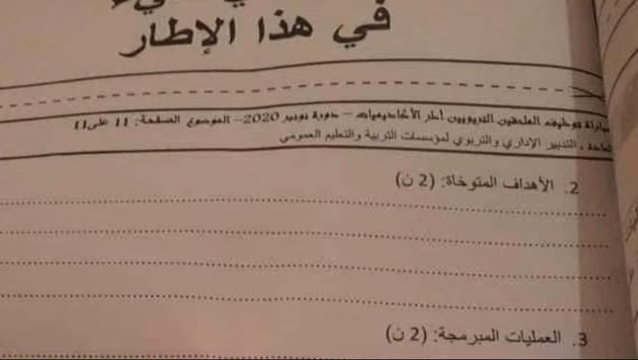 في هذا الإطار
مباراة توظيف الملحقين التربويين أطر الأكاديميات – دورة نونبر 2020 – الموضوع الصفحة: 11 على 11
المادة : التدبير الإداري والتربوي لمؤسسات التربية والتعليم العمومي
2. الأهداف المتوخاة: (2 ن)
3. العمليات المبرمجة: (2 ن)